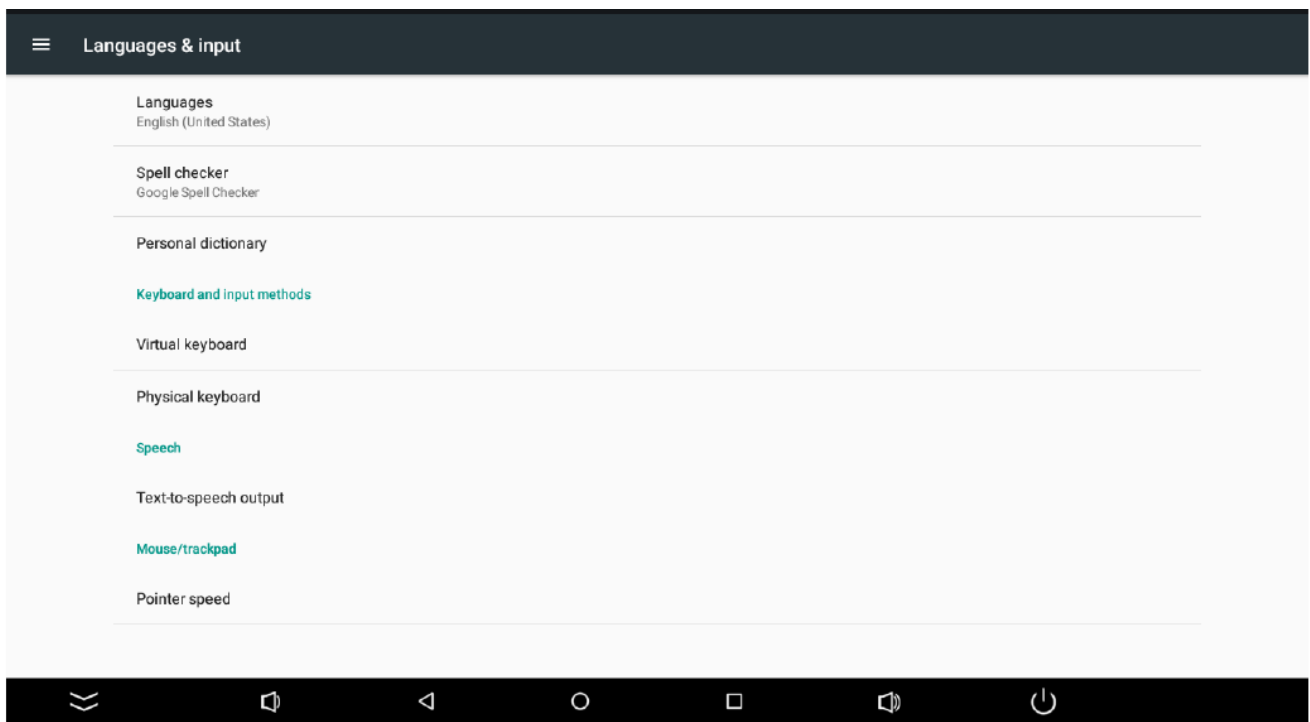 Languages & input
Languages
English (United States)
Spell checker
Google Spell Checker
Personal dictionary
Keyboard and input methods
Virtual keyboard
Physical keyboard
Speech
Text-to-speech output
Mouse/trackpad
Pointer speed